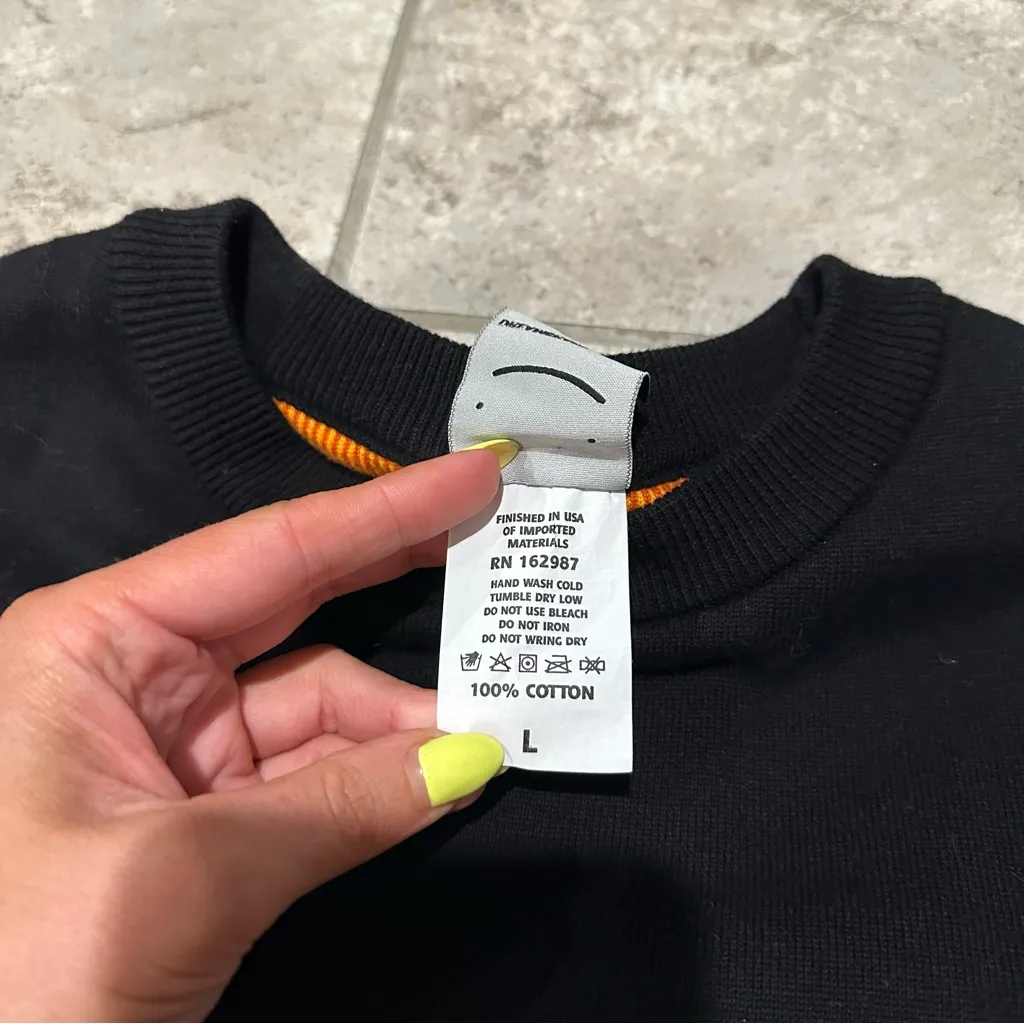 FINISHED IN USA
OF IMPORTED
MATERIALS
RN 162987
HAND WASH COLD
TUMBLE DRY LOW
DO NOT USE BLEACH
DO NOT IRON
DO NOT WRING DRY
100% COTTON
L